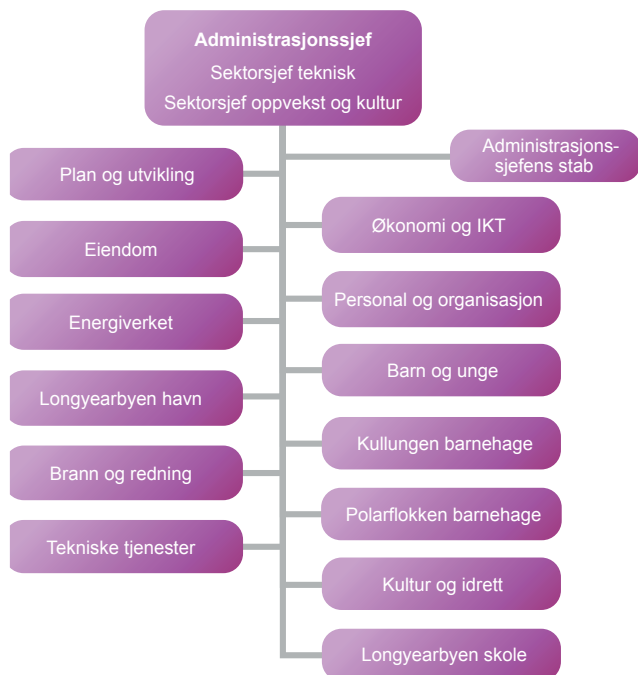 Administrasjonssjef
Sektorsjef teknisk
Sektorsjef oppvekst og kultur
Administrasjons-
sjefens stab
Plan og utvikling
Økonomi og IKT
Eiendom
Personal og organisasjon
Energiverket
Barn og unge
Longyearbyen havn
Kullungen barnehage
Brann og redning
Polarflokken barnehage
Tekniske tjenester
Kultur og idrett
Longyearbyen skole